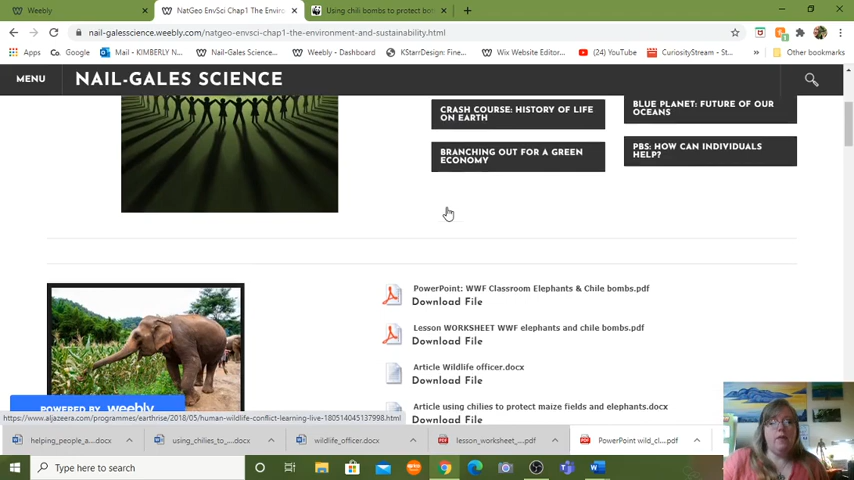 Weebly
NatGeo EnvSci Chap1 The Enviro
Using chili bombs to protect bot
nail-galesscience.weebly.com/natgeo-envsci-chap1-the-environment-and-sustainability.html
Apps
Google
Mail - KIMBERLY N...
Nail-Gales Science...
Weebly - Dashboard
KStarrDesign: Fine...
Wix Website Editor...
(24) YouTube
CuriosityStream - S...
Other bookmarks
MENU
NAIL-GALES SCIENCE
CRASH COURSE: HISTORY OF LIFE
ON EARTH
BRANCHING OUT FOR A GREEN
ECONOMY
BLUE PLANET: FUTURE OF OUR
OCEANS
PBS: HOW CAN INDIVIDUALS
HELP?
PowerPoint: WWF Classroom Elephants & Chile bombs.pdf
Download File
Lesson WORKSHEET WWF elephants and chile bombs.pdf
Download File
Article Wildlife officer.docx
Download File
Article using chilies to protect maize fields and elephants.docx
Download File
POWERED BY weebly
https://www.aljazeera.com/programmes/earthrise/2018/05/human-wildlife-conflict-learning-live-180514045137998.html
helping_people_a....docx
using_chilies_to_....docx
wildlife_officer.docx
lesson_worksheet_....pdf
PowerPoint wild_cl....pdf
Type here to search